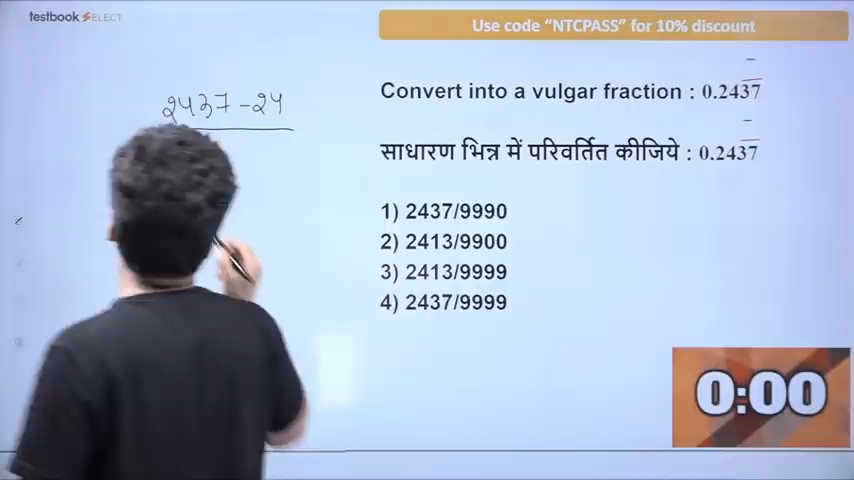 testbook SELECT
Use code “NTCPASS” for 10% discount
2437 - 24
Convert into a vulgar fraction : 0.2437
साधारण भिन्न में परिवर्तित कीजिये : 0.2437
1) 2437/9990
2) 2413/9900
3) 2413/9999
4) 2437/9999
0:00